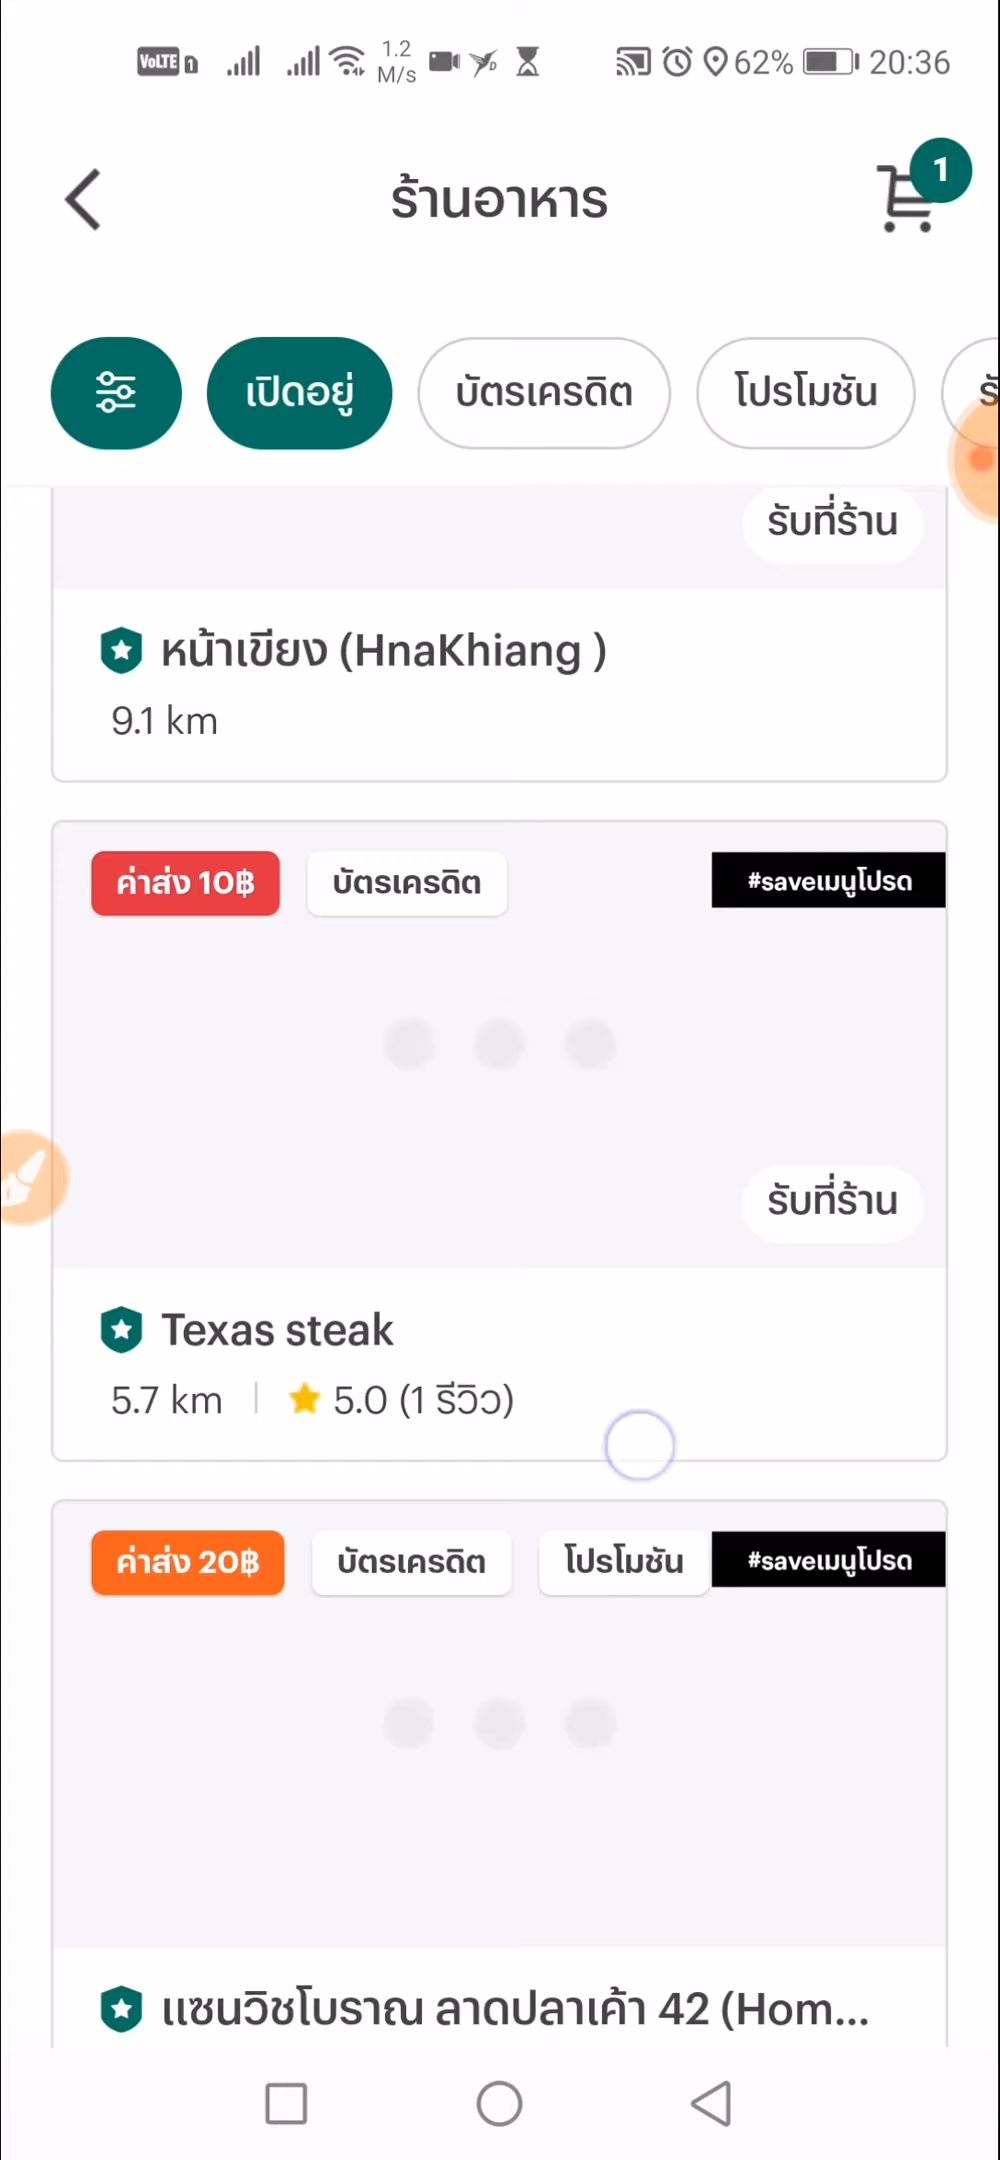 VoLTE 1 1.2 M/s 62% 20:36
ร้านอาหาร 1
เปิดอยู่ บัตรเครดิต โปรโมชัน
รับที่ร้าน
หน้าเขียง (HnaKhiang )
9.1 km
ค่าส่ง 10฿ บัตรเครดิต #saveเมนูโปรด
รับที่ร้าน
Texas steak
5.7 km 5.0 (1 รีวิว)
ค่าส่ง 20฿ บัตรเครดิต โปรโมชัน #saveเมนูโปรด
แซนวิชโบราณ ลาดปลาเค้า 42 (Hom...